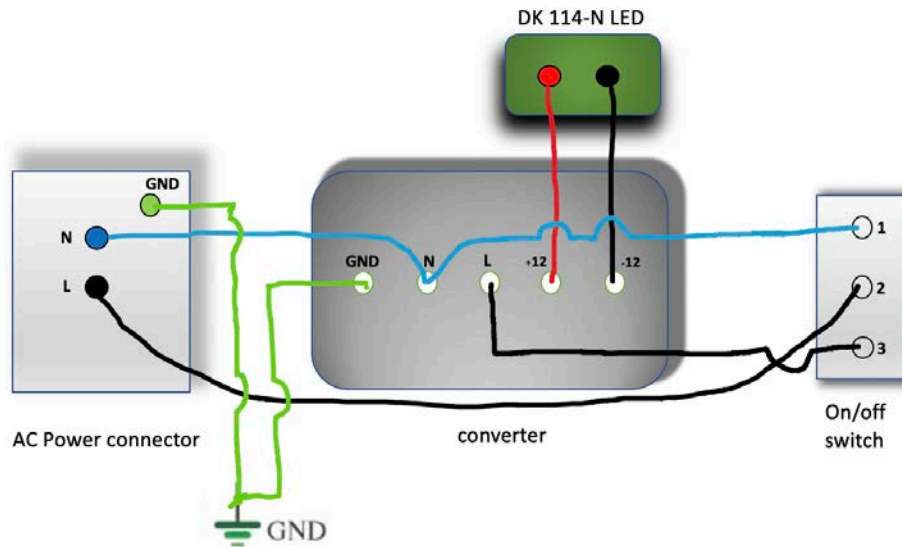 DK 114-N LED
GND
N
L
GND
N
L
+12
-12
1
2
3
AC Power connector
converter
On/off
switch
GND